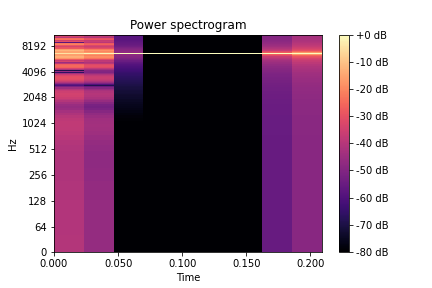 Power spectrogram
8192
4096
2048
1024
512
256
128
64
0
Hz
0.000 0.050 0.100 0.150 0.200
Time
+0 dB
-10 dB
-20 dB
-30 dB
-40 dB
-50 dB
-60 dB
-70 dB
-80 dB